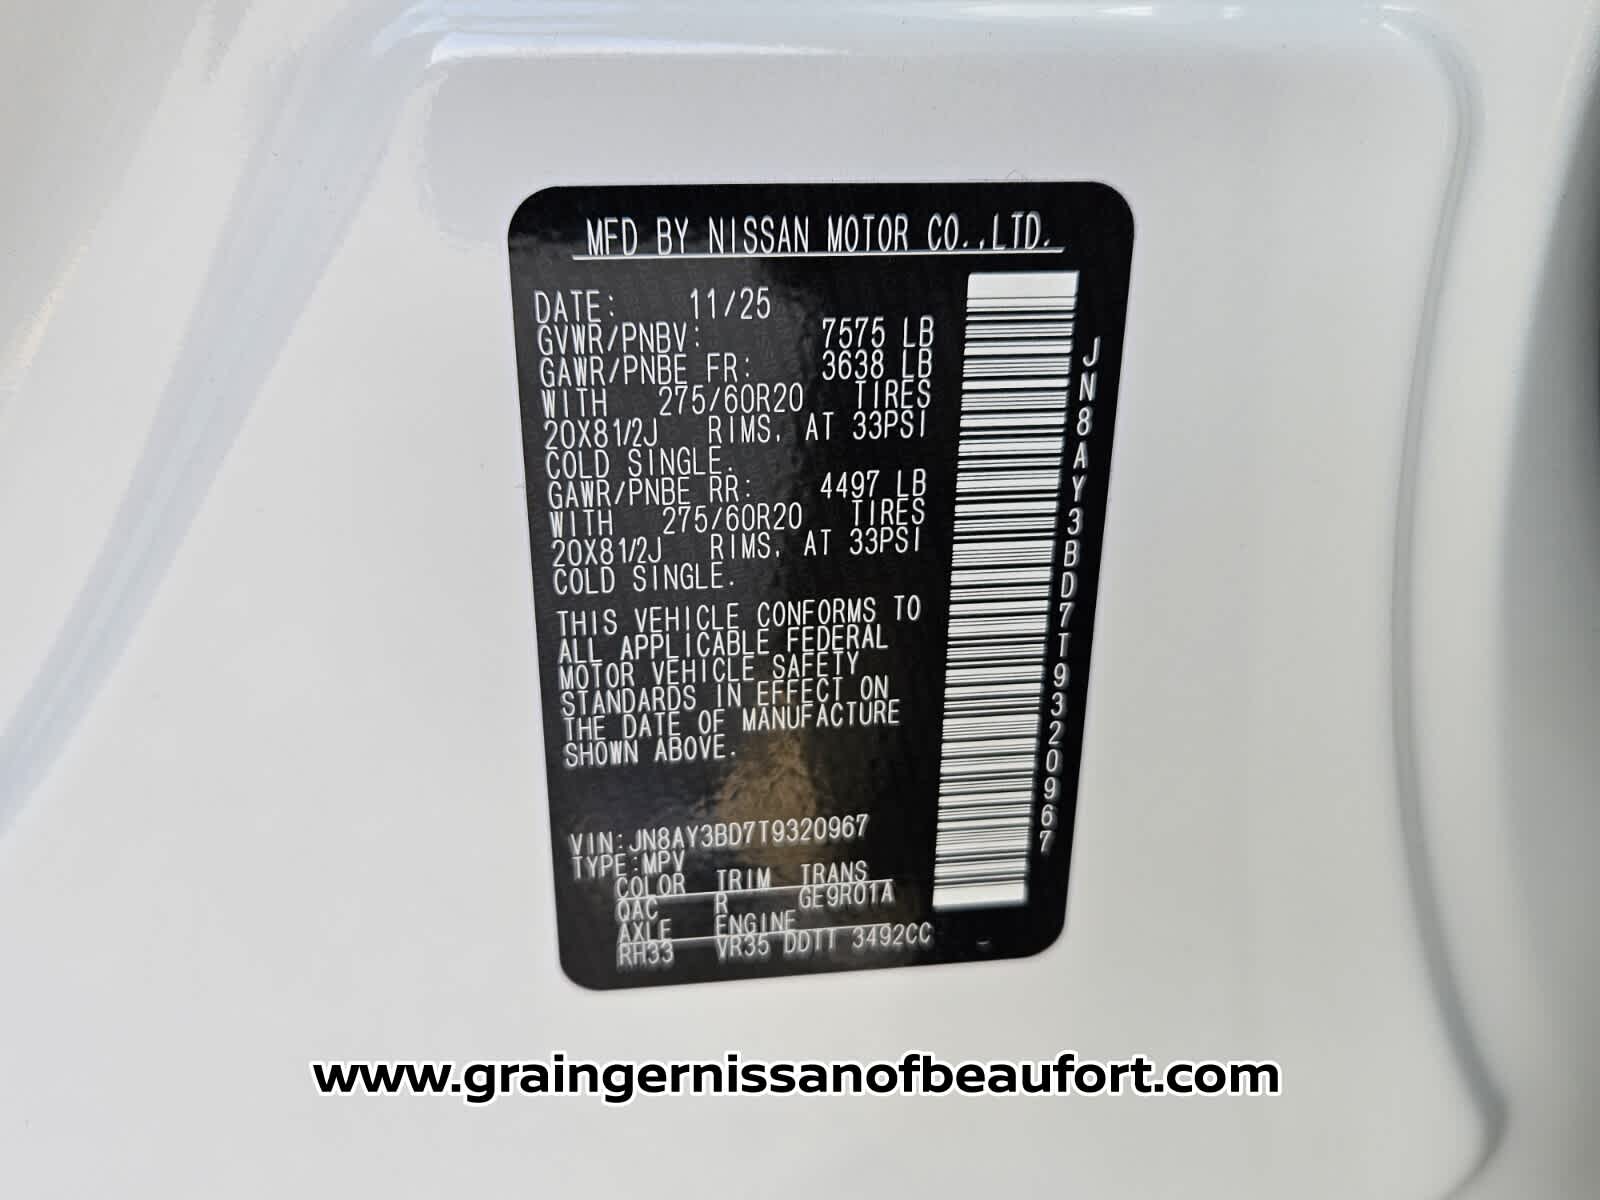 MFD BY NISSAN MOTOR CO.,LTD.
DATE: 11/25
GVWR/PNBV: 7575 LB
GAWR/PNBE FR: 3638 LB
WITH 275/60R20 TIRES
20X81/2J RIMS, AT 33PSI
COLD SINGLE.
GAWR/PNBE RR: 4497 LB
WITH 275/60R20 TIRES
20X81/2J RIMS, AT 33PSI
COLD SINGLE.
THIS VEHICLE CONFORMS TO
ALL APPLICABLE FEDERAL
MOTOR VEHICLE SAFETY
STANDARDS IN EFFECT ON
THE DATE OF MANUFACTURE
SHOWN ABOVE.
VIN:JN8AY3BD7T9320967
TYPE:MPV
COLOR TRIM TRANS
QAC R GE9R01A
AXLE ENGINE
RH33 VR35 DDTT 3492CC
JN8AY3BD7T9320967
www.graingernissanofbeaufort.com